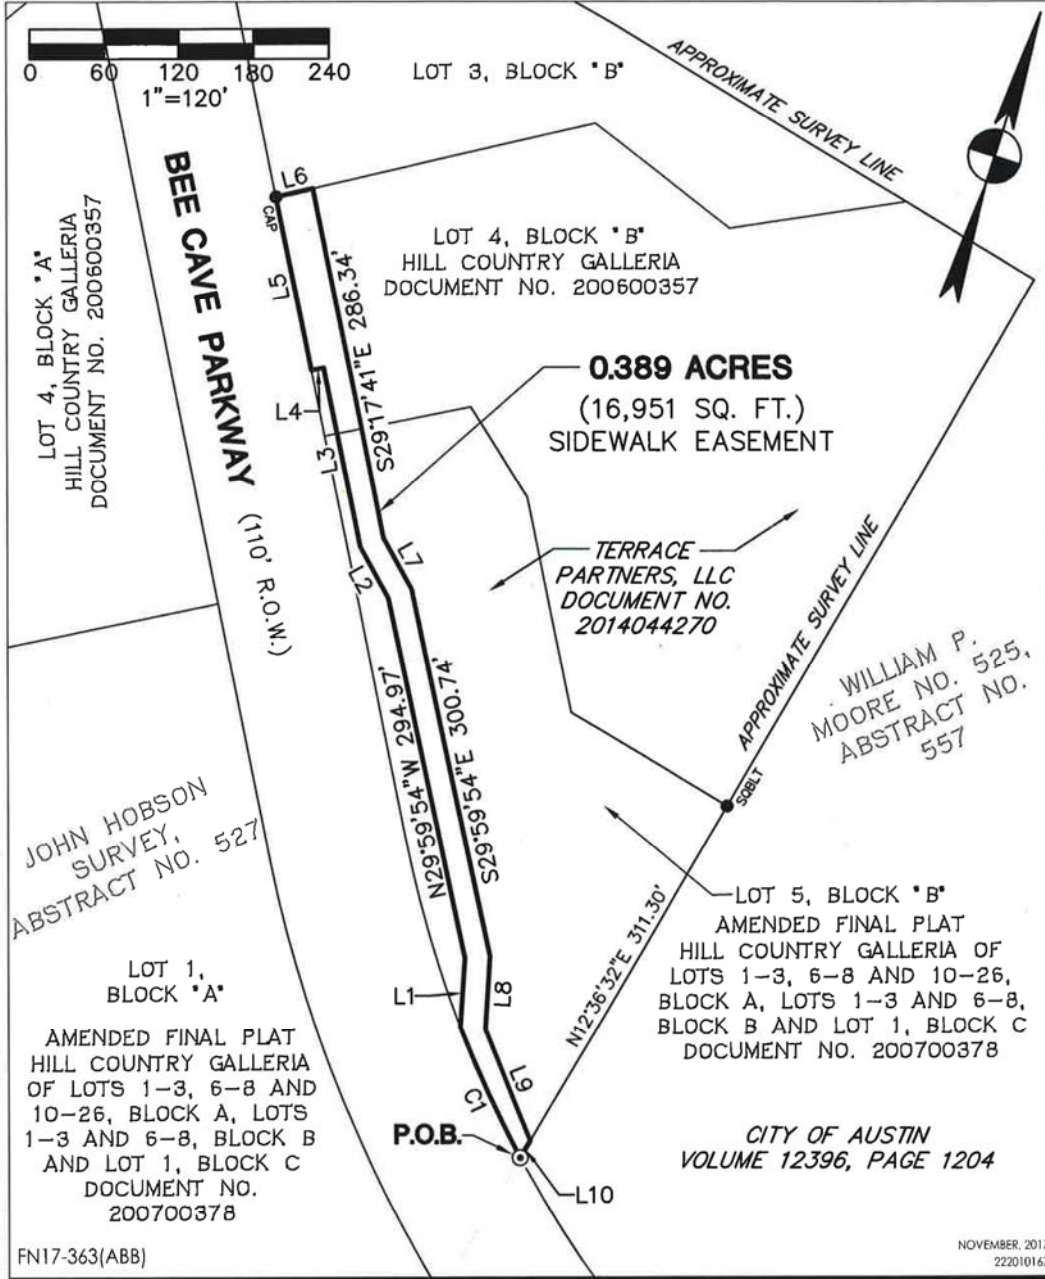 0 60 120 180 240
1"=120'
LOT 3, BLOCK "B"
APPROXIMATE SURVEY LINE
L6
CAP
BEE CAVE PARKWAY (110' R.O.W.)
LOT 4, BLOCK "A"
HILL COUNTRY GALLERIA
DOCUMENT NO. 200600357
LOT 4, BLOCK "B"
HILL COUNTRY GALLERIA
DOCUMENT NO. 200600357
L5
S29°17'41"E 286.34'
0.389 ACRES
(16,951 SQ. FT.)
SIDEWALK EASEMENT
L4
L3
L2
L7
TERRACE
PARTNERS, LLC
DOCUMENT NO.
2014044270
APPROXIMATE SURVEY LINE
WILLIAM P.
MOORE NO. 525,
ABSTRACT NO.
557
N29°59'54"W 294.97'
S29°59'54"E 300.74'
SQBLT
JOHN HOBSON
SURVEY,
ABSTRACT NO. 527
N12°36'32"E 311.30'
LOT 5, BLOCK "B"
AMENDED FINAL PLAT
HILL COUNTRY GALLERIA OF
LOTS 1-3, 6-8 AND 10-26,
BLOCK A, LOTS 1-3 AND 6-8,
BLOCK B AND LOT 1, BLOCK C
DOCUMENT NO. 200700378
LOT 1,
BLOCK "A"
AMENDED FINAL PLAT
HILL COUNTRY GALLERIA
OF LOTS 1-3, 6-8 AND
10-26, BLOCK A, LOTS
1-3 AND 6-8, BLOCK B
AND LOT 1, BLOCK C
DOCUMENT NO.
200700378
L1
L8
L9
C1
P.O.B.
L10
CITY OF AUSTIN
VOLUME 12396, PAGE 1204
FN17-363(ABB)
NOVEMBER, 201
22201016